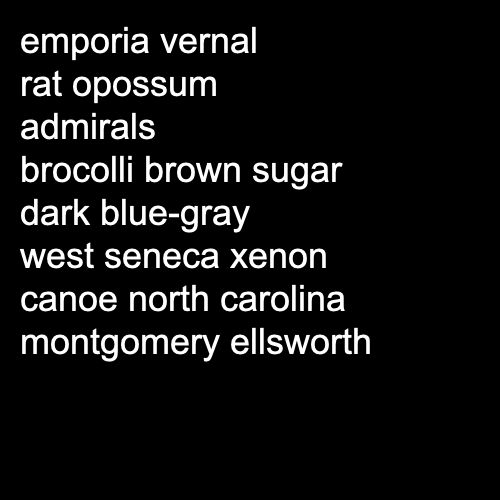 emporia vernal
rat opossum
admirals
brocolli brown sugar
dark blue-gray
west seneca xenon
canoe north carolina
montgomery ellsworth